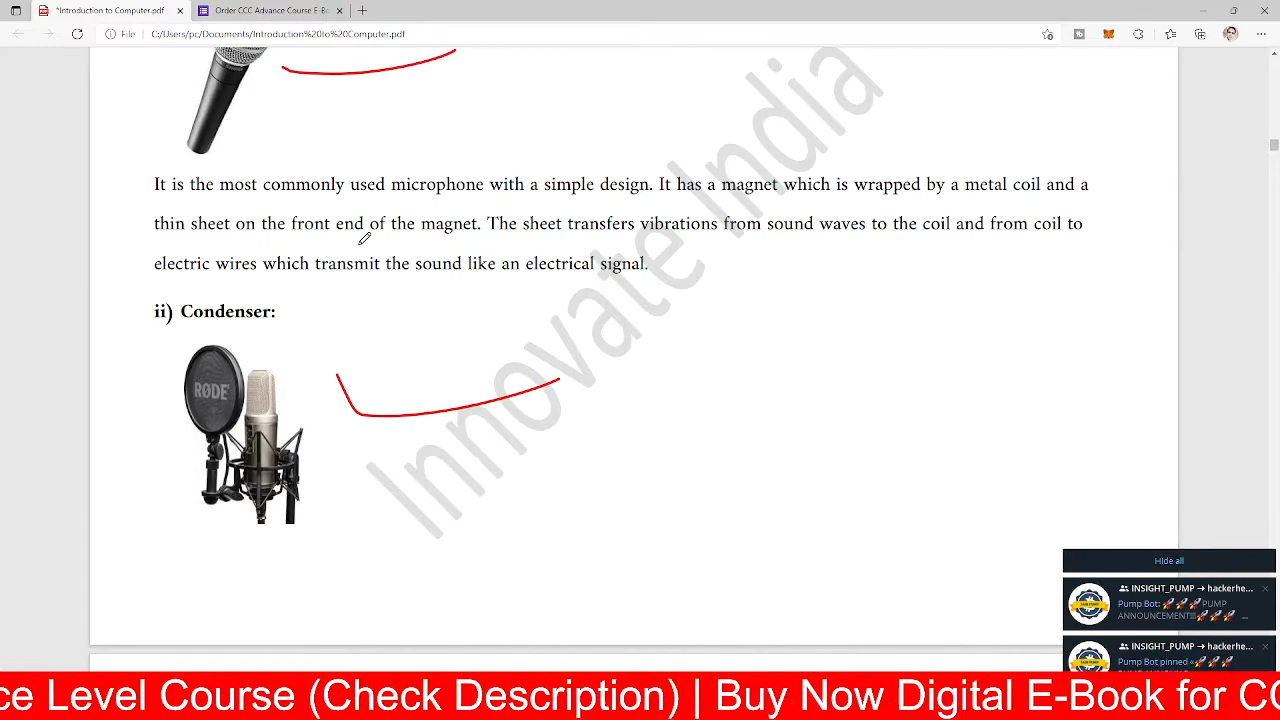 *Introduction to Computer.pdf
Order CCC Advance Course E-B
File
C:/Users/pc/Documents/Introduction%20to%20Computer.pdf
It is the most commonly used microphone with a simple design. It has a magnet which is wrapped by a metal coil and a
thin sheet on the front end of the magnet. The sheet transfers vibrations from sound waves to the coil and from coil to
electric wires which transmit the sound like an electrical signal.
ii) Condenser:
RØDE
Innovate India
Hide all
INSIGHT_PUMP → hackerhe...
Pump Bot: 🚀🚀🚀PUMP
ANNOUNCEMENT!!!🚀🚀🚀 ...
INSIGHT_PUMP → hackerhe...
Pump Bot pinned «🚀🚀🚀
ce Level Course (Check Description) | Buy Now Digital E-Book for CC